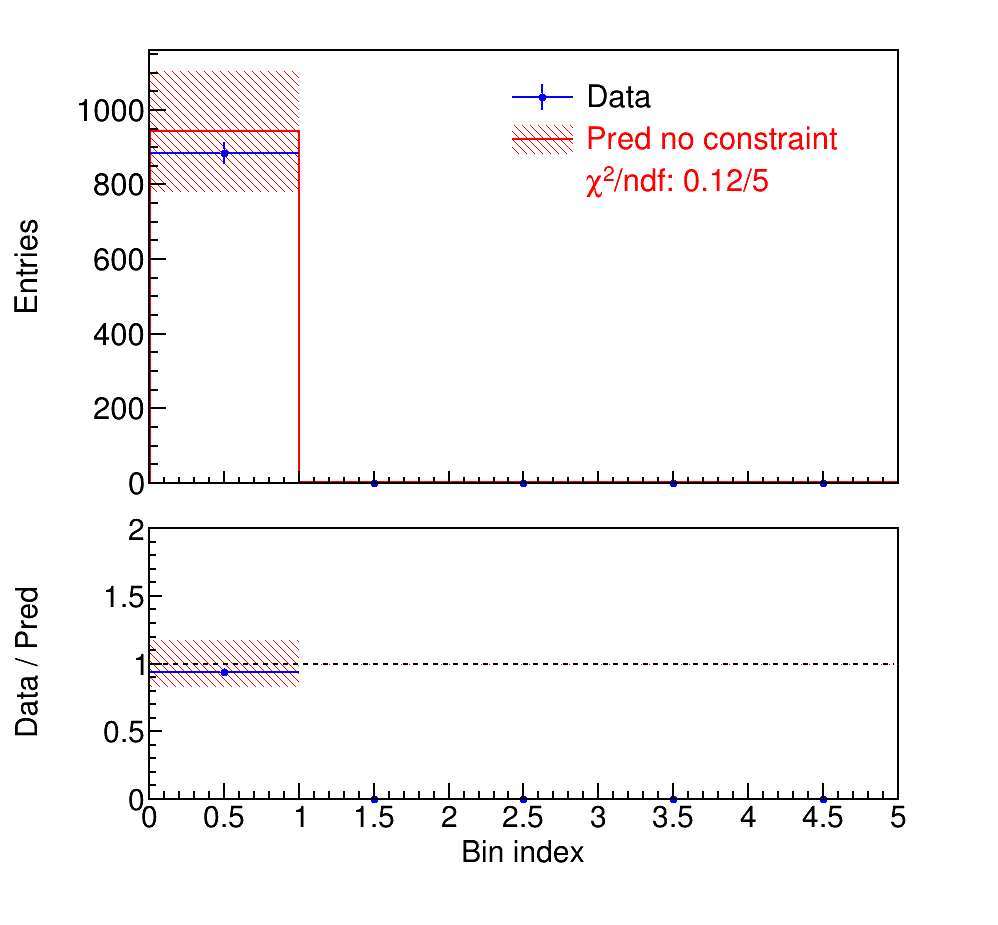 Data
Pred no constraint
χ²/ndf: 0.12/5
Entries
1000
800
600
400
200
0
Data / Pred
2
1.5
1
0.5
0
0 0.5 1 1.5 2 2.5 3 3.5 4 4.5 5
Bin index